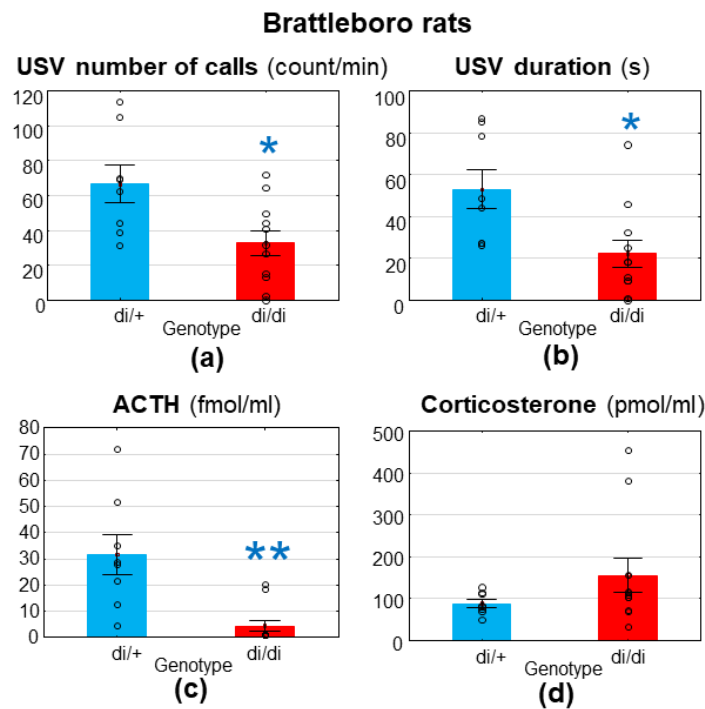 Brattleboro rats
USV number of calls (count/min)
120
100
80
60
40
20
0
*
di/+
di/di
Genotype
(a)
USV duration (s)
100
80
60
40
20
0
*
di/+
di/di
Genotype
(b)
ACTH (fmol/ml)
80
70
60
50
40
30
20
10
0
**
di/+
di/di
Genotype
(c)
Corticosterone (pmol/ml)
500
400
300
200
100
0
di/+
di/di
Genotype
(d)